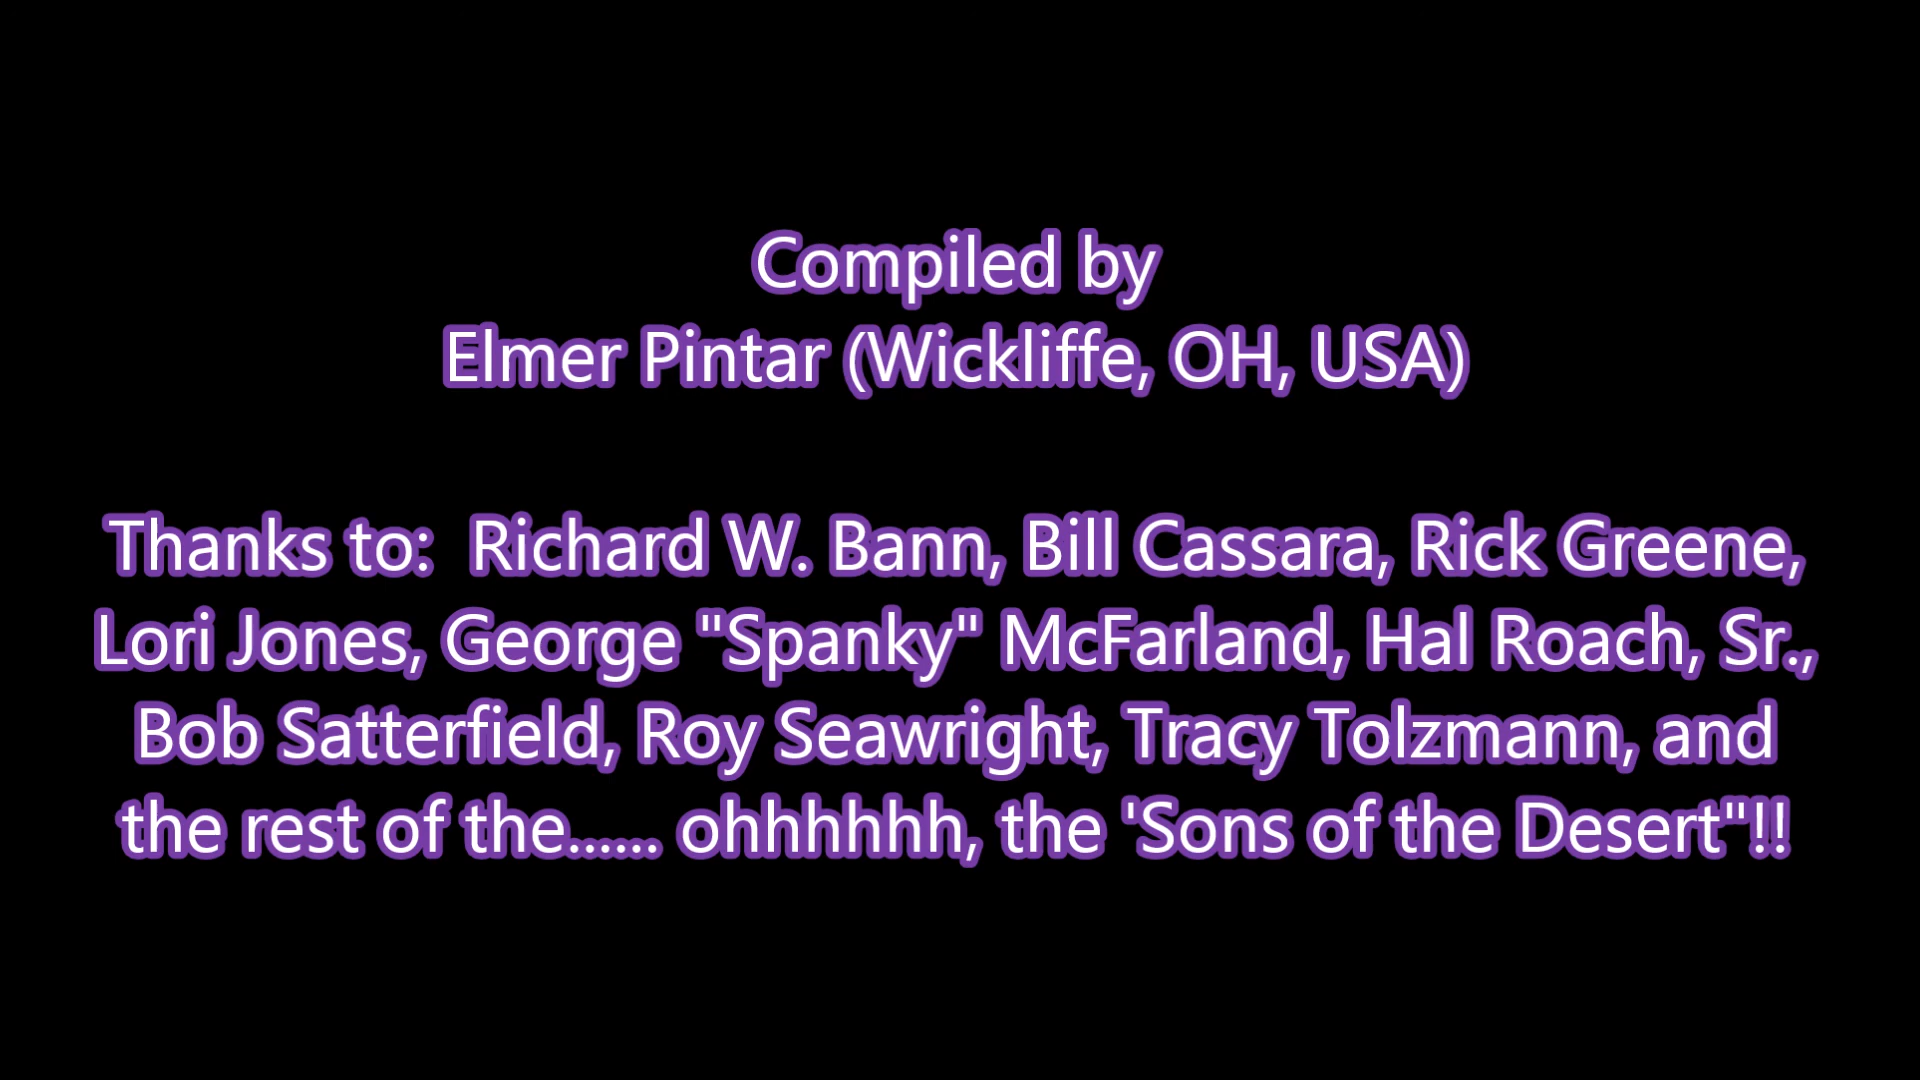 Compiled by
Elmer Pintar (Wickliffe, OH, USA)
Thanks to:  Richard W. Bann, Bill Cassara, Rick Greene,
Lori Jones, George "Spanky" McFarland, Hal Roach, Sr.,
Bob Satterfield, Roy Seawright, Tracy Tolzmann, and
the rest of the...... ohhhhhh, the 'Sons of the Desert"!!